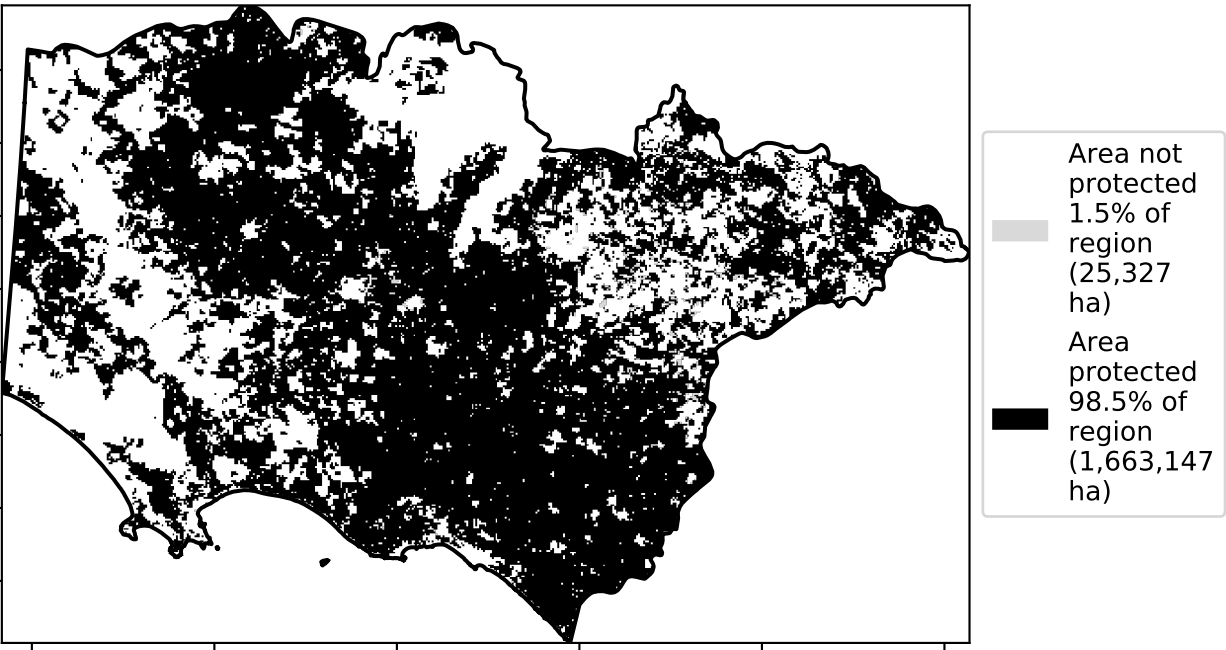 Area not
protected
1.5% of
region
(25,327
ha)
Area
protected
98.5% of
region
(1,663,147
ha)